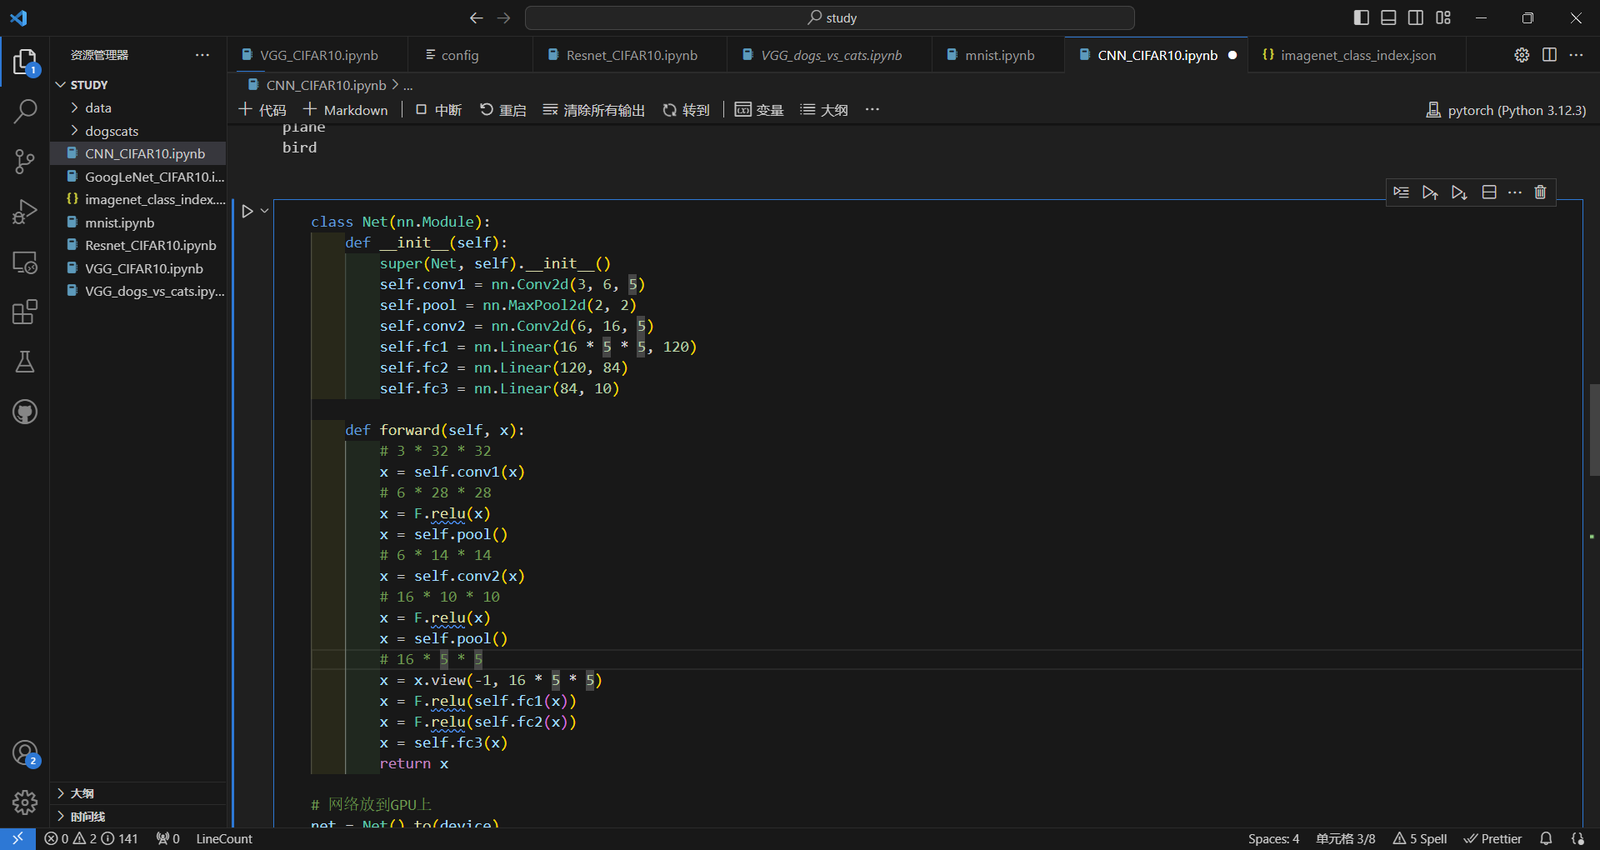 study
资源管理器
STUDY
data
dogscats
CNN_CIFAR10.ipynb
GoogLeNet_CIFAR10.i...
imagenet_class_index....
mnist.ipynb
Resnet_CIFAR10.ipynb
VGG_CIFAR10.ipynb
VGG_dogs_vs_cats.ipy...
大纲
时间线
1
2
VGG_CIFAR10.ipynb
config
Resnet_CIFAR10.ipynb
VGG_dogs_vs_cats.ipynb
mnist.ipynb
CNN_CIFAR10.ipynb
imagenet_class_index.json
CNN_CIFAR10.ipynb > ...
代码 Markdown 中断 重启 清除所有输出 转到 变量 大纲 ...
pytorch (Python 3.12.3)
plane
bird
class Net(nn.Module):
def __init__(self):
super(Net, self).__init__()
self.conv1 = nn.Conv2d(3, 6, 5)
self.pool = nn.MaxPool2d(2, 2)
self.conv2 = nn.Conv2d(6, 16, 5)
self.fc1 = nn.Linear(16 * 5 * 5, 120)
self.fc2 = nn.Linear(120, 84)
self.fc3 = nn.Linear(84, 10)
def forward(self, x):
# 3 * 32 * 32
x = self.conv1(x)
# 6 * 28 * 28
x = F.relu(x)
x = self.pool()
# 6 * 14 * 14
x = self.conv2(x)
# 16 * 10 * 10
x = F.relu(x)
x = self.pool()
# 16 * 5 * 5
x = x.view(-1, 16 * 5 * 5)
x = F.relu(self.fc1(x))
x = F.relu(self.fc2(x))
x = self.fc3(x)
return x
# 网络放到GPU上
net = Net().to(device)
0 2 141 0 LineCount
Spaces: 4 单元格 3/8 5 Spell Prettier